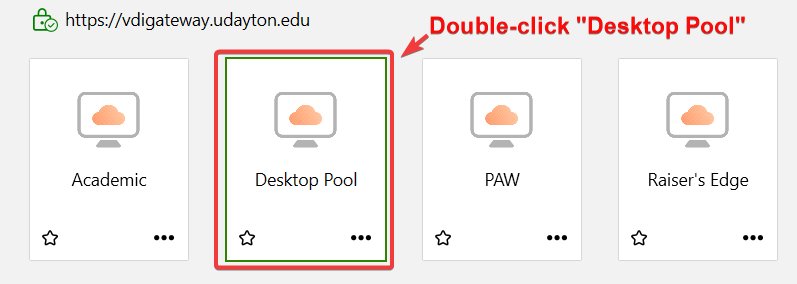 https://vdigateway.udayton.edu
Double-click "Desktop Pool"
Academic
Desktop Pool
PAW
Raiser's Edge